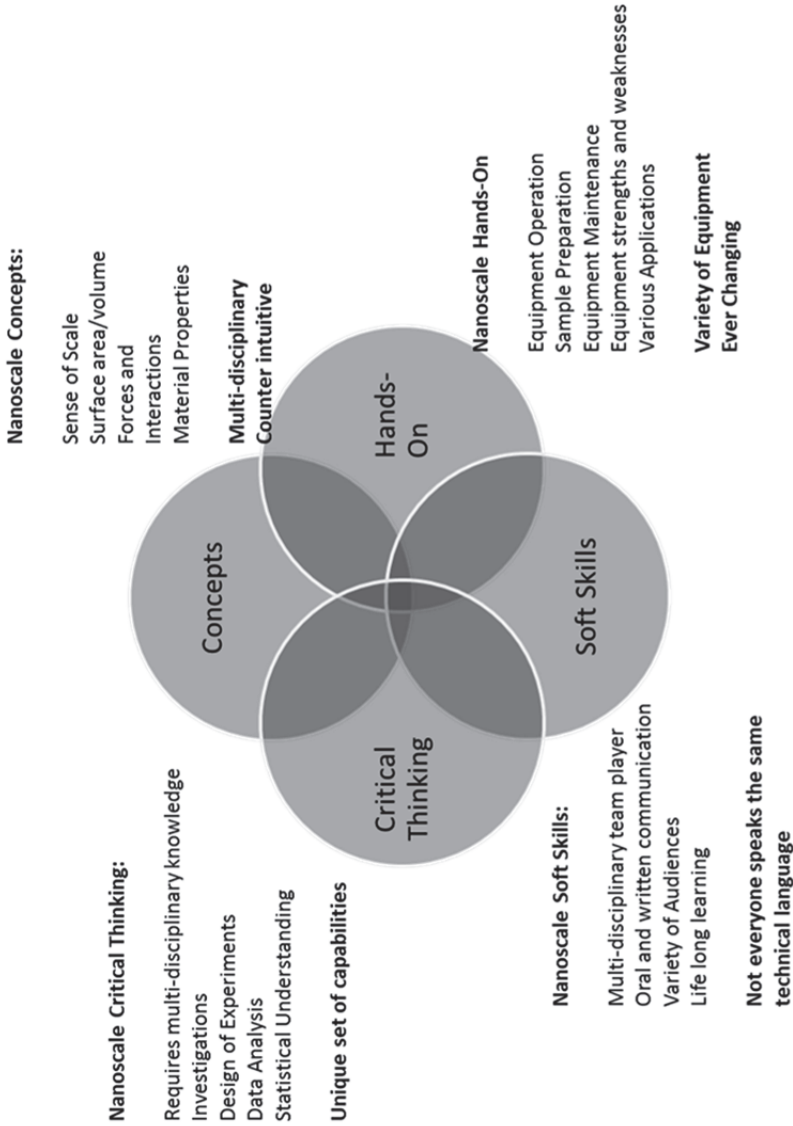 Nanoscale Critical Thinking:
Requires multi-disciplinary knowledge
Investigations
Design of Experiments
Data Analysis
Statistical Understanding
Unique set of capabilities
Nanoscale Concepts:
Sense of Scale
Surface area/volume
Forces and
Interactions
Material Properties
Multi-disciplinary
Counter intuitive
Concepts
Critical
Thinking
Hands-
On
Soft Skills
Nanoscale Soft Skills:
Multi-disciplinary team player
Oral and written communication
Variety of Audiences
Life long learning
Not everyone speaks the same
technical language
Nanoscale Hands-On
Equipment Operation
Sample Preparation
Equipment Maintenance
Equipment strengths and weaknesses
Various Applications
Variety of Equipment
Ever Changing